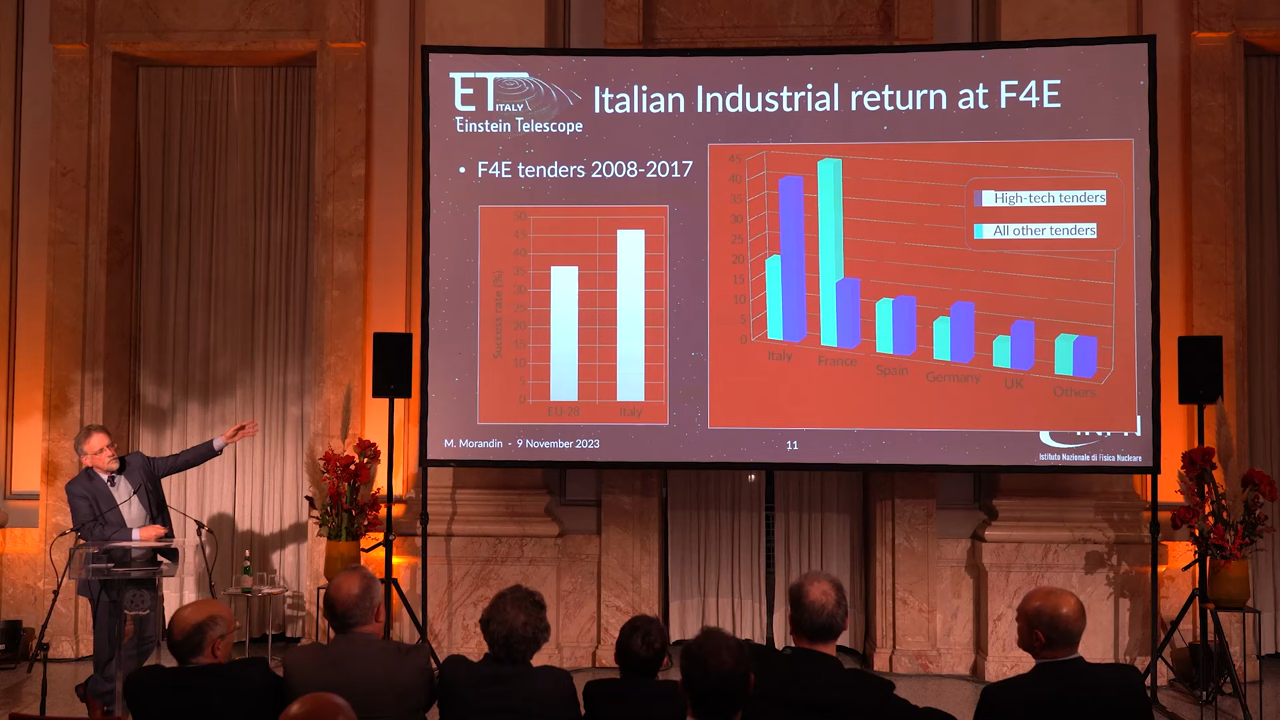 ET
ITALY
Einstein Telescope
Italian Industrial return at F4E
• F4E tenders 2008-2017
50
45
40
35
30
25
20
15
10
5
0
Success rate (%)
EU-28
Italy
45
40
35
30
25
20
15
10
5
0
Italy
France
Spain
Germany
UK
Others
High-tech tenders
All other tenders
M. Morandin - 9 November 2023
11
INFN
Istituto Nazionale di Fisica Nucleare